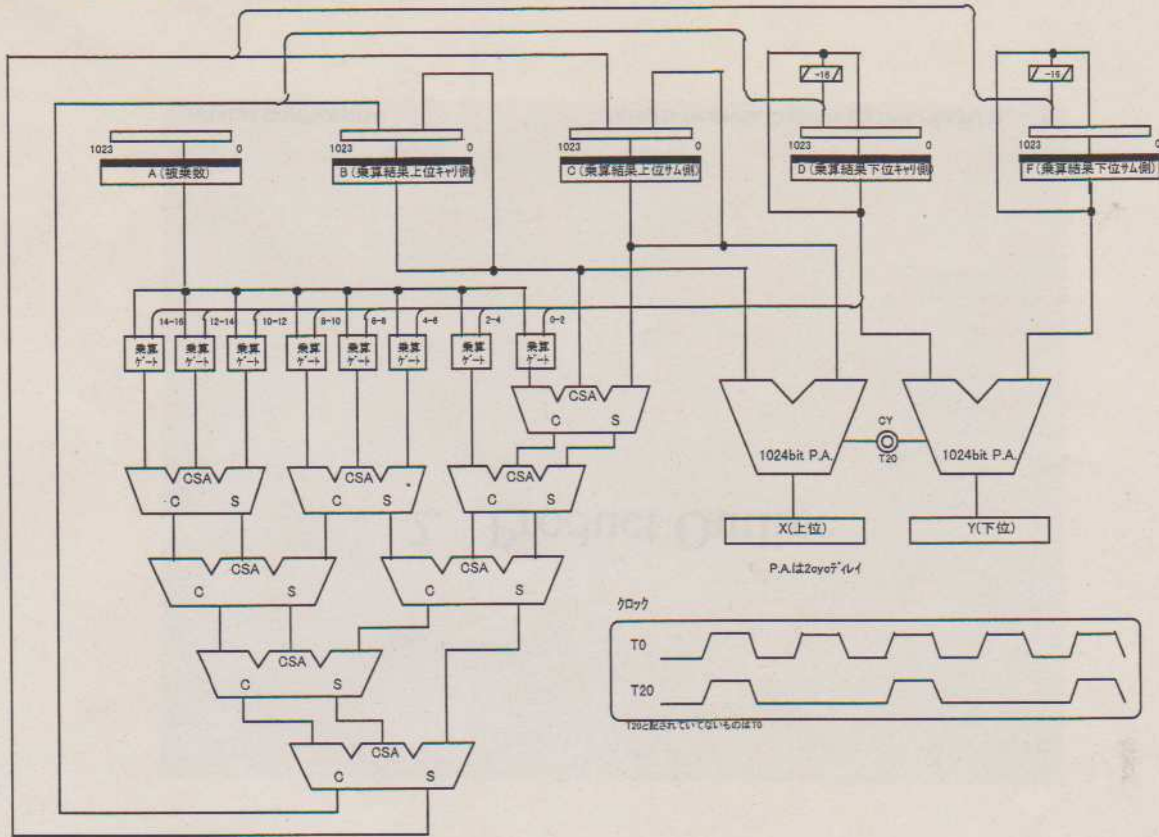 -16
-16
1023 0
1023 0
1023 0
1023 0
1023 0
A (被乗数)
B (乗算結果上位キャリ側)
C (乗算結果上位サム側)
D (乗算結果下位キャリ側)
F (乗算結果下位サム側)
14-16 12-14 10-12 8-10 6-8 4-6 2-4 0-2
乗算 乗算 乗算 乗算 乗算 乗算 乗算 乗算
ゲート ゲート ゲート ゲート ゲート ゲート ゲート ゲート
CSA
C S
CY
T20
1024bit P.A.
1024bit P.A.
CSA
C S
CSA
C S
CSA
C S
X(上位)
Y(下位)
P.A.は2cycディレイ
CSA
C S
CSA
C S
クロック
T0
T20
T20と記されていてないものはT0
CSA
C S
CSA
C S